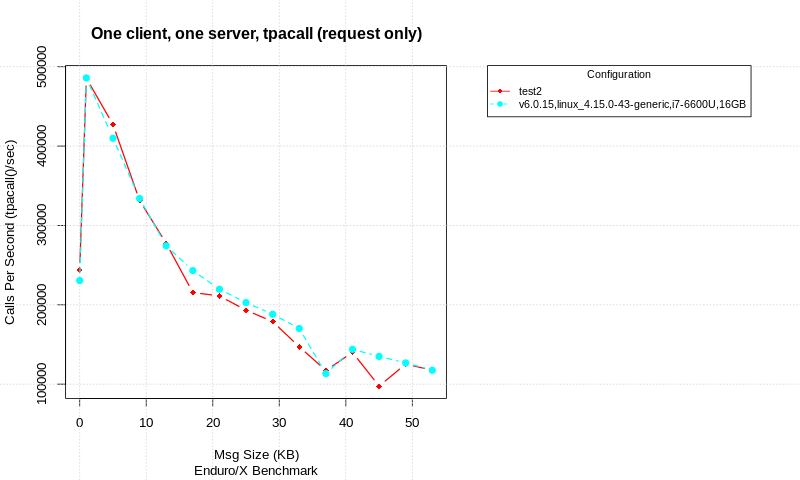 One client, one server, tpacall (request only)
Configuration
test2
v6.0.15,linux_4.15.0-43-generic,i7-6600U,16GB
Calls Per Second (tpacall()/sec)
500000
400000
300000
200000
100000
0 10 20 30 40 50
Msg Size (KB)
Enduro/X Benchmark